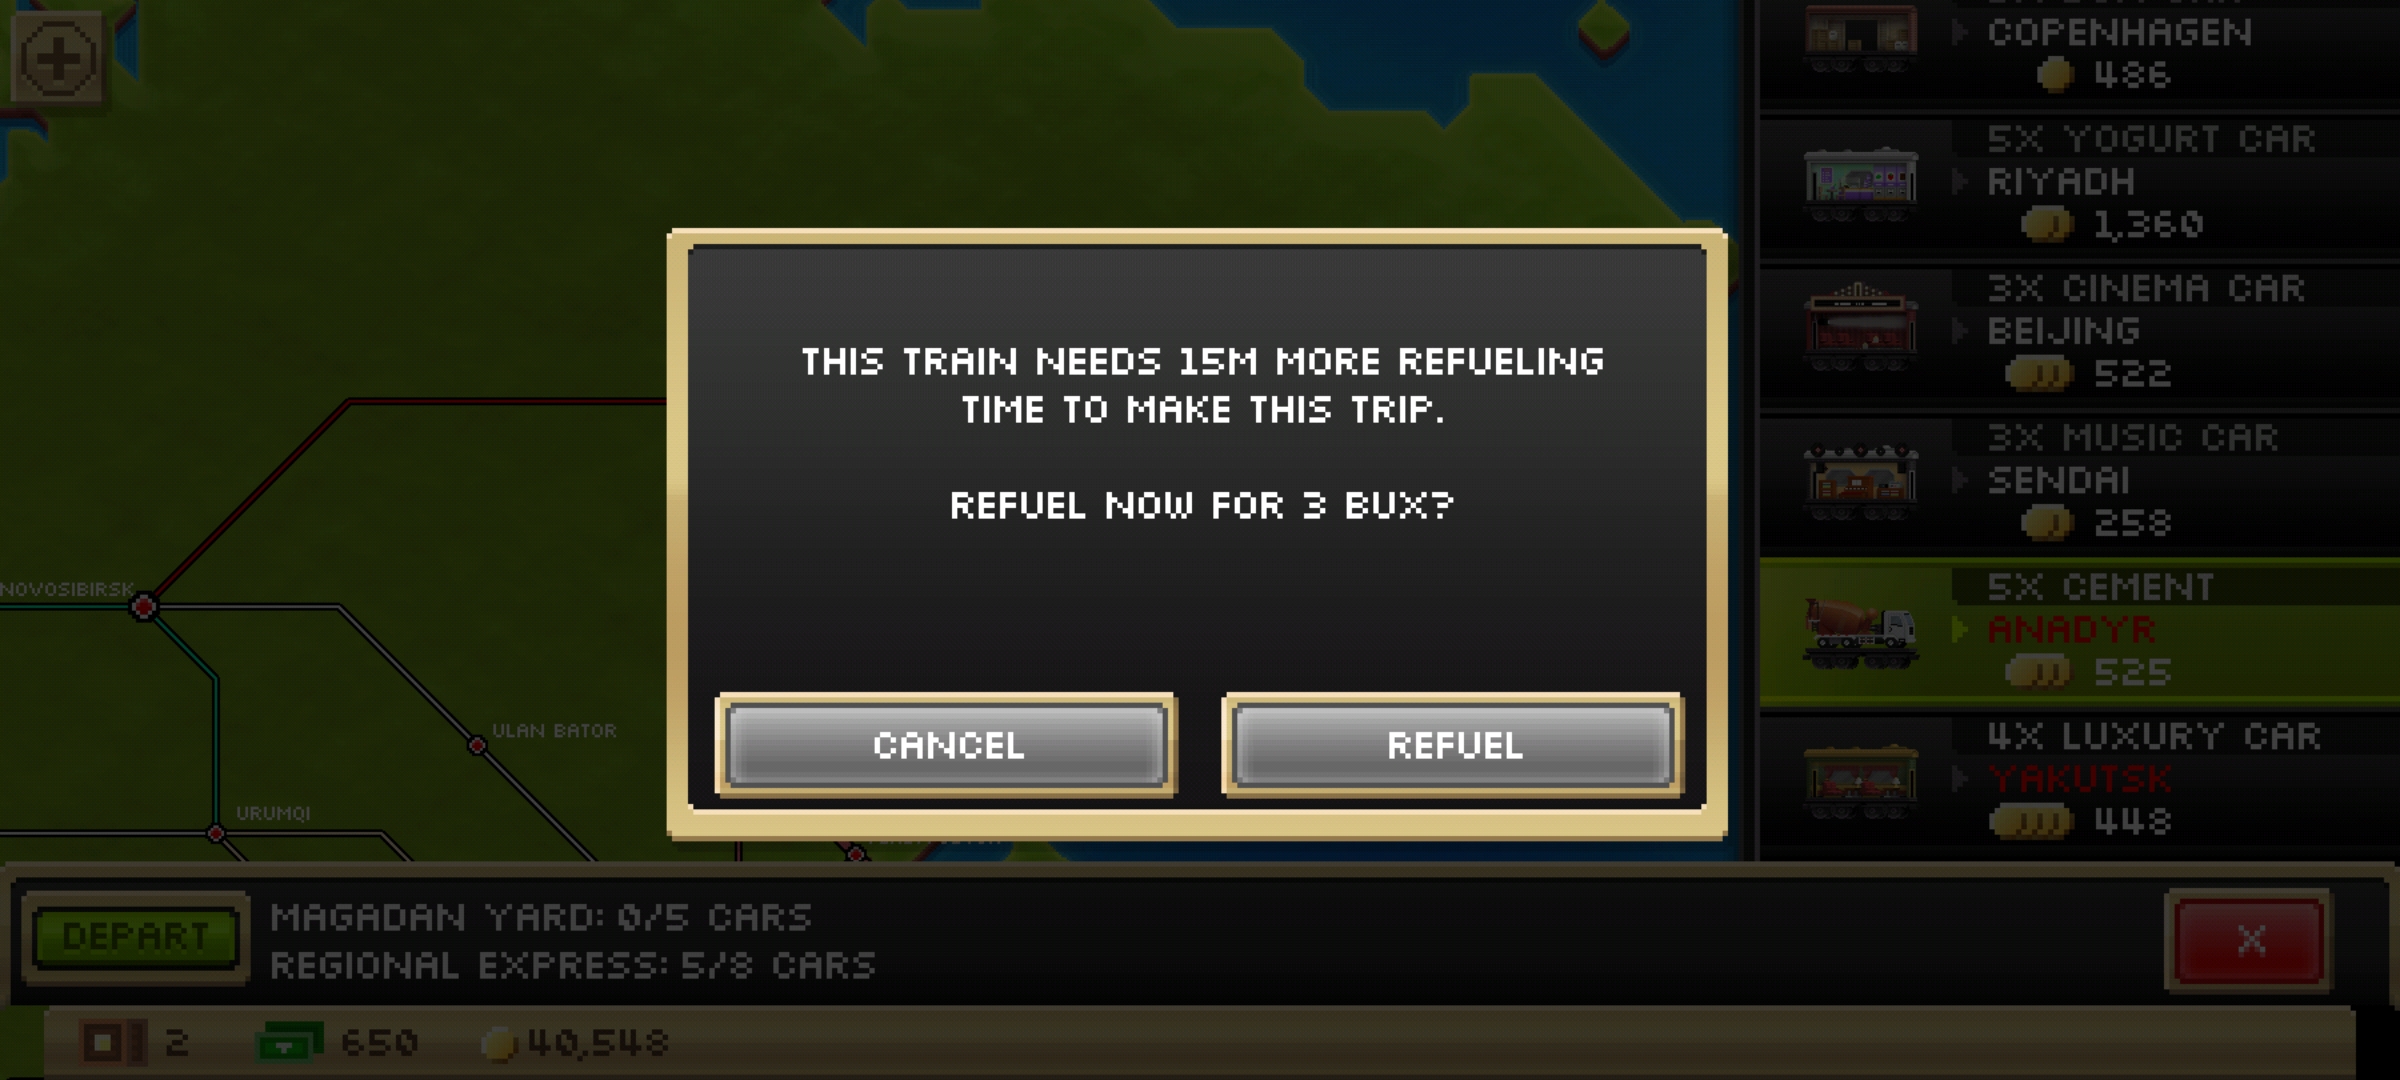 COPENHAGEN
486
5X YOGURT CAR
RIYADH
1,360
3X CINEMA CAR
BEIJING
522
3X MUSIC CAR
SENDAI
258
5X CEMENT
ANADYR
525
4X LUXURY CAR
YAKUTSK
448
THIS TRAIN NEEDS 15M MORE REFUELING
TIME TO MAKE THIS TRIP.
REFUEL NOW FOR 3 BUX?
CANCEL
REFUEL
NOVOSIBIRSK
ULAN BATOR
URUMQI
DEPART
MAGADAN YARD: 0/5 CARS
REGIONAL EXPRESS: 5/8 CARS
X
2
650
40,548